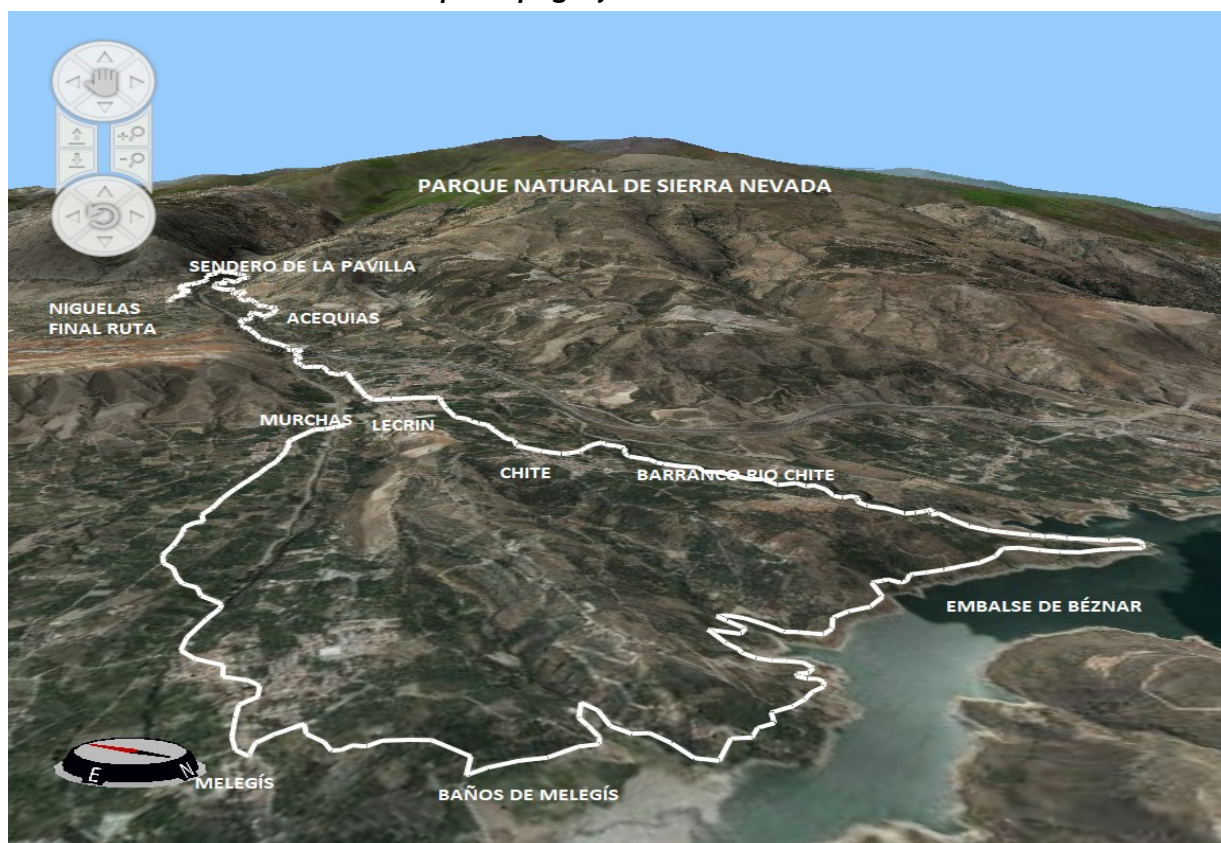 PARQUE NATURAL DE SIERRA NEVADA
SENDERO DE LA PAVILLA
NIGUELAS
FINAL RUTA
ACEQUIAS
MURCHAS
LECRIN
CHITE
BARRANCO RIO CHITE
EMBALSE DE BÉZNAR
E
N
MELEGÍS
BAÑOS DE MELEGÍS